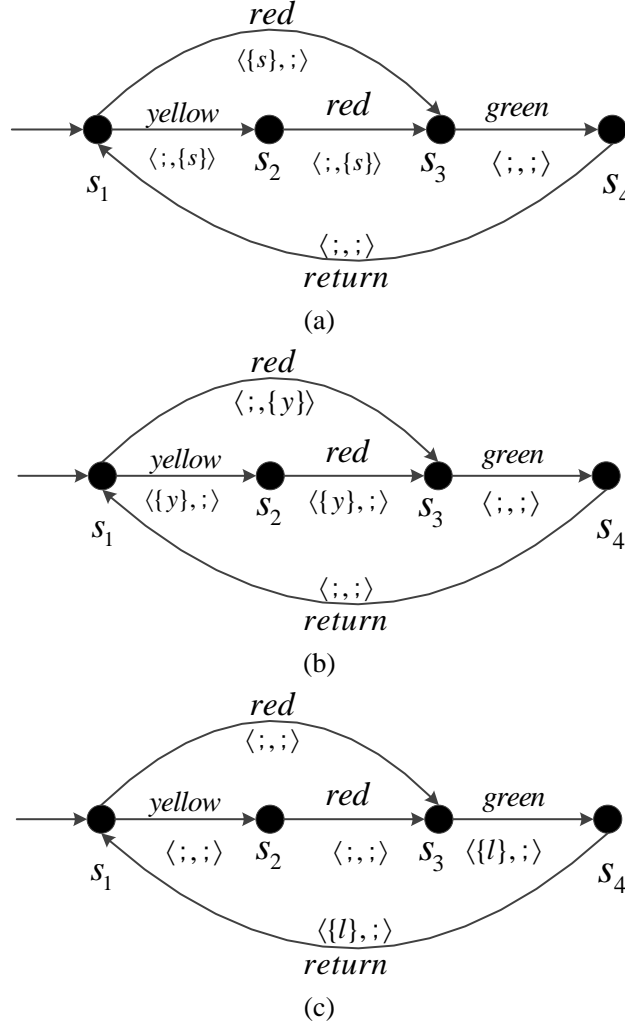 red
⟨{s},;⟩
yellow red green
⟨;,{s}⟩ ⟨;,{s}⟩ ⟨;,;⟩
s1 s2 s3 s4
⟨;,;⟩
return
(a)
red
⟨;,{y}⟩
yellow red green
⟨{y},;⟩ ⟨{y},;⟩ ⟨;,;⟩
s1 s2 s3 s4
⟨;,;⟩
return
(b)
red
⟨;,;⟩
yellow red green
⟨;,;⟩ ⟨;,;⟩ ⟨{l},;⟩
s1 s2 s3 s4
⟨{l},;⟩
return
(c)